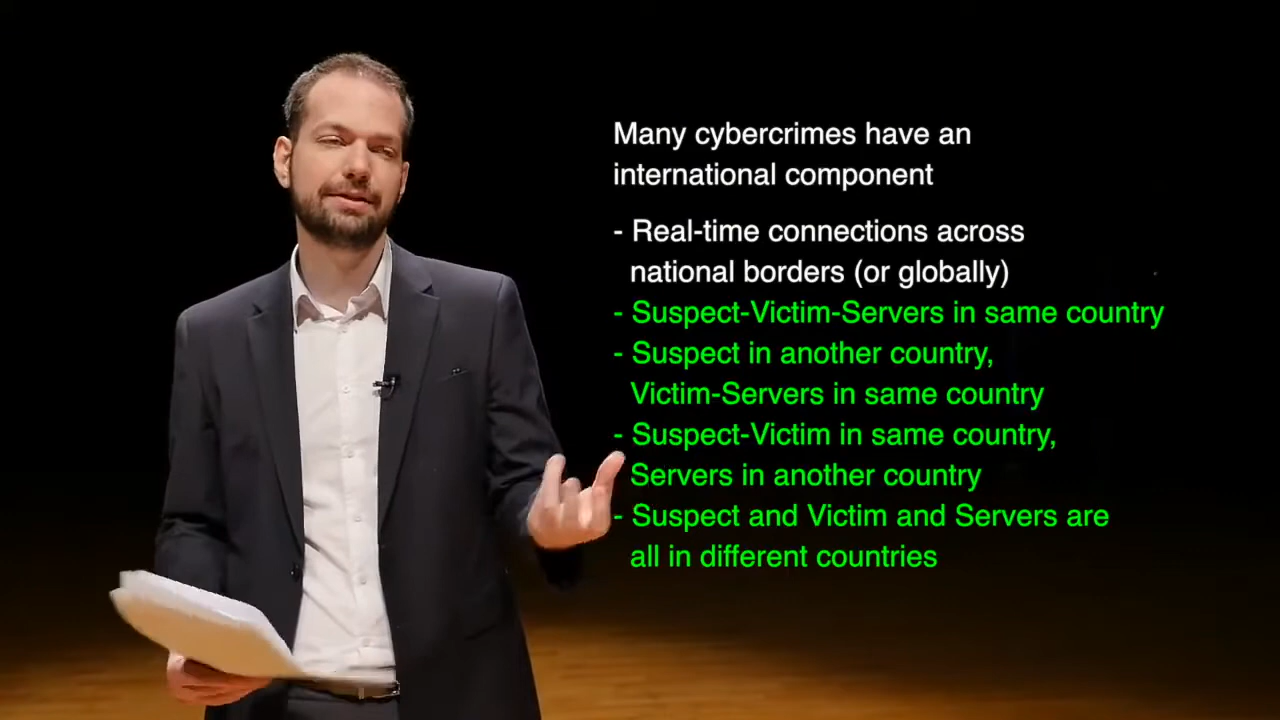 Many cybercrimes have an
international component
- Real-time connections across
national borders (or globally)
- Suspect-Victim-Servers in same country
- Suspect in another country,
Victim-Servers in same country
- Suspect-Victim in same country,
Servers in another country
- Suspect and Victim and Servers are
all in different countries